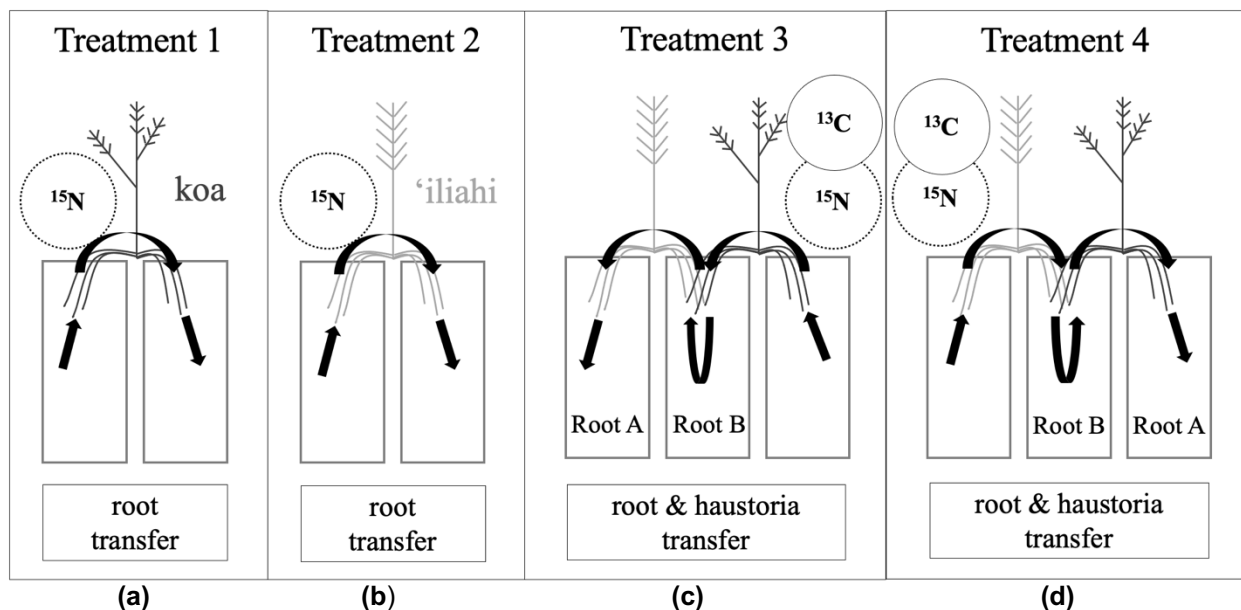 Treatment 1
15N
koa
root
transfer
(a)
Treatment 2
15N
ʻiliahi
root
transfer
(b)
Treatment 3
13C
15N
Root A
Root B
root & haustoria
transfer
(c)
Treatment 4
13C
15N
Root B
Root A
root & haustoria
transfer
(d)